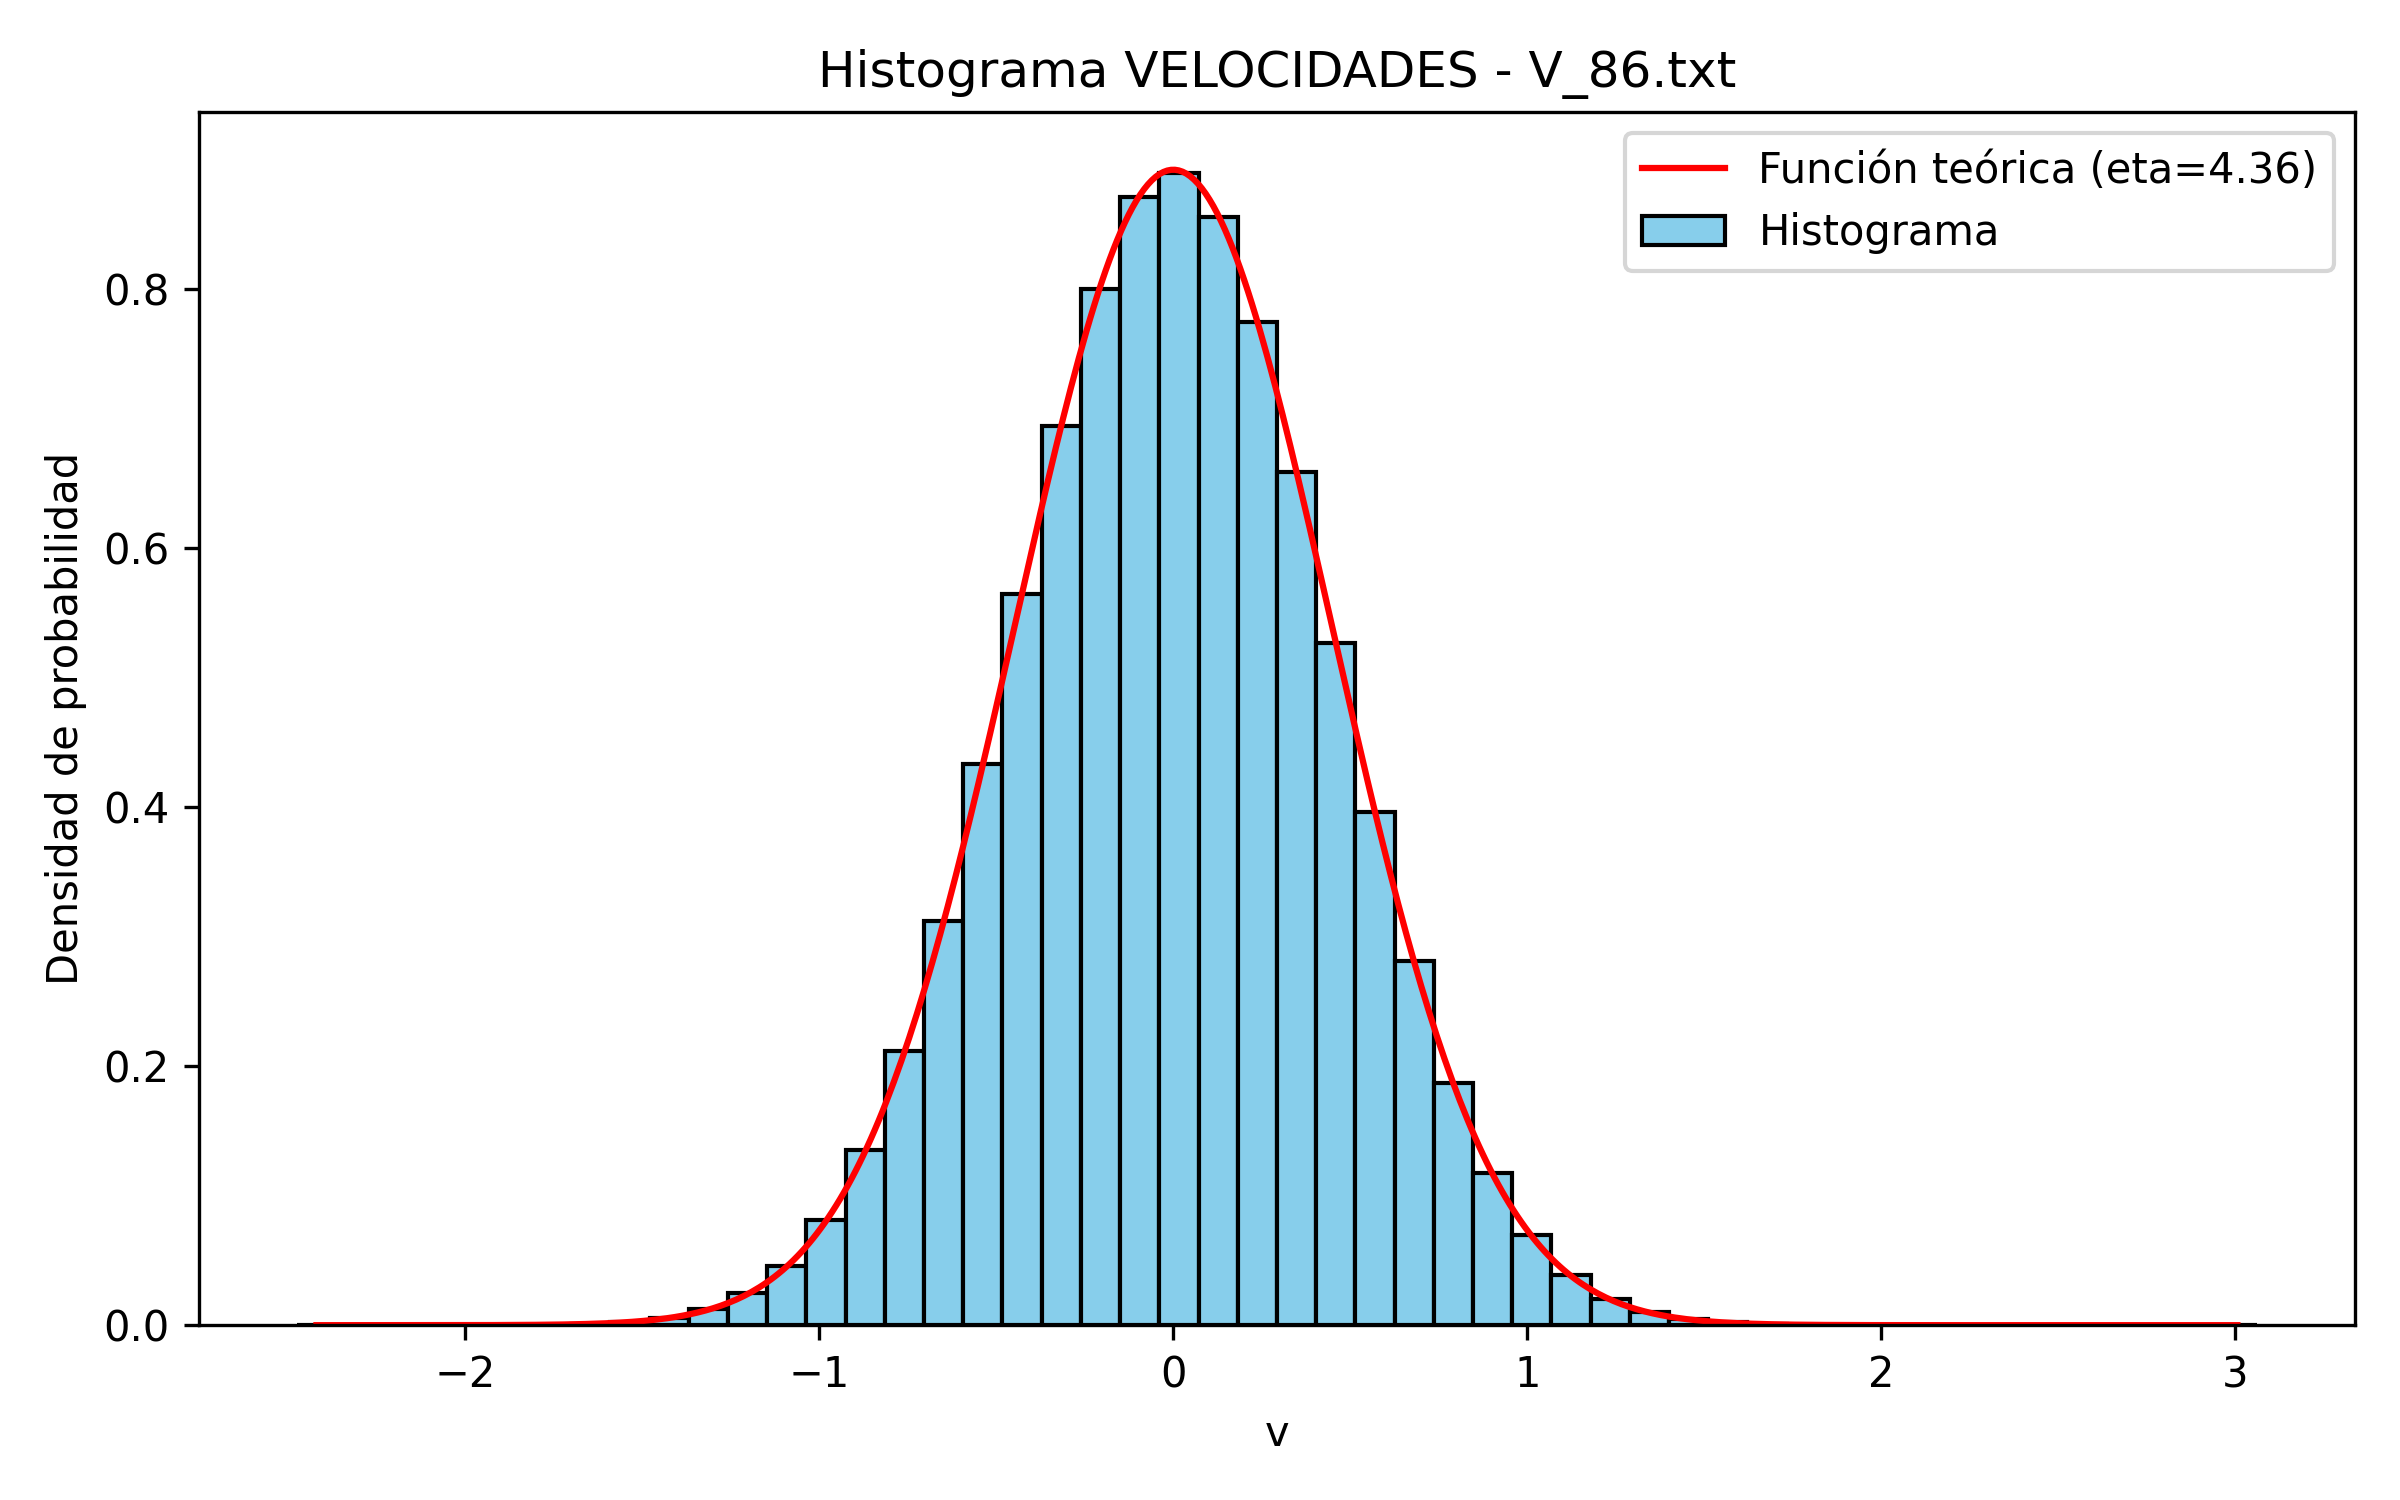 Histograma VELOCIDADES - V_86.txt
Función teórica (eta=4.36)
Histograma
Densidad de probabilidad
0.8
0.6
0.4
0.2
0.0
−2
−1
0
1
2
3
v